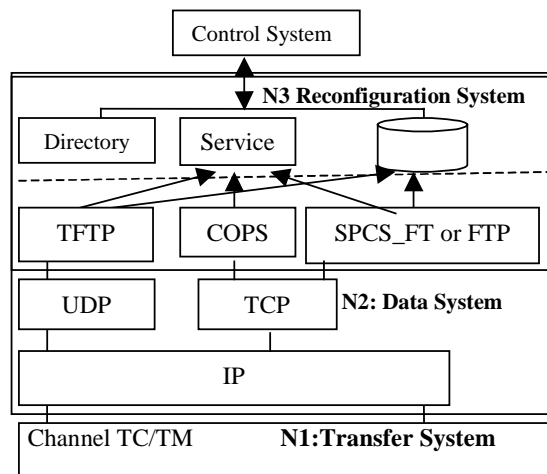 Control System
N3 Reconfiguration System
Directory
Service
TFTP
COPS
SPCS_FT or FTP
UDP
TCP
N2: Data System
IP
Channel TC/TM
N1:Transfer System